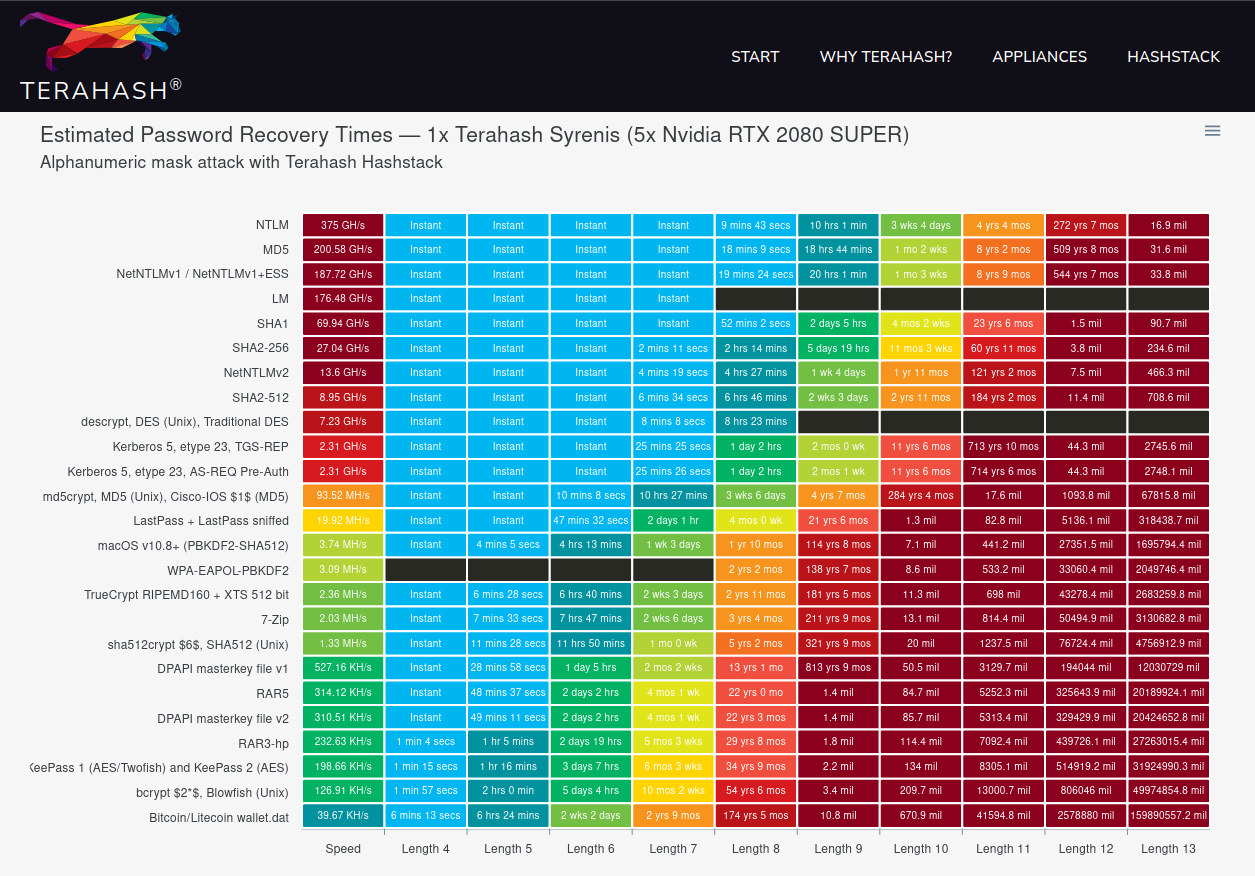 TERAHASH®
START WHY TERAHASH? APPLIANCES HASHSTACK
Estimated Password Recovery Times — 1x Terahash Syrenis (5x Nvidia RTX 2080 SUPER)
Alphanumeric mask attack with Terahash Hashstack
NTLM 375 GH/s Instant Instant Instant Instant 9 mins 43 secs 10 hrs 1 min 3 wks 4 days 4 yrs 4 mos 272 yrs 7 mos 16.9 mil
MD5 200.58 GH/s Instant Instant Instant Instant 18 mins 9 secs 18 hrs 44 mins 1 mo 2 wks 8 yrs 2 mos 509 yrs 8 mos 31.6 mil
NetNTLMv1 / NetNTLMv1+ESS 187.72 GH/s Instant Instant Instant Instant 19 mins 24 secs 20 hrs 1 min 1 mo 3 wks 8 yrs 9 mos 544 yrs 7 mos 33.8 mil
LM 176.48 GH/s Instant Instant Instant Instant
SHA1 69.94 GH/s Instant Instant Instant Instant 52 mins 2 secs 2 days 5 hrs 4 mos 2 wks 23 yrs 6 mos 1.5 mil 90.7 mil
SHA2-256 27.04 GH/s Instant Instant Instant 2 mins 11 secs 2 hrs 14 mins 5 days 19 hrs 11 mos 3 wks 60 yrs 11 mos 3.8 mil 234.6 mil
NetNTLMv2 13.6 GH/s Instant Instant Instant 4 mins 19 secs 4 hrs 27 mins 1 wk 4 days 1 yr 11 mos 121 yrs 2 mos 7.5 mil 466.3 mil
SHA2-512 8.95 GH/s Instant Instant Instant 6 mins 34 secs 6 hrs 46 mins 2 wks 3 days 2 yrs 11 mos 184 yrs 2 mos 11.4 mil 708.6 mil
descrypt, DES (Unix), Traditional DES 7.23 GH/s Instant Instant Instant 8 mins 8 secs 8 hrs 23 mins
Kerberos 5, etype 23, TGS-REP 2.31 GH/s Instant Instant Instant 25 mins 25 secs 1 day 2 hrs 2 mos 0 wk 11 yrs 6 mos 713 yrs 10 mos 44.3 mil 2745.6 mil
Kerberos 5, etype 23, AS-REQ Pre-Auth 2.31 GH/s Instant Instant Instant 25 mins 26 secs 1 day 2 hrs 2 mos 1 wk 11 yrs 6 mos 714 yrs 6 mos 44.3 mil 2748.1 mil
md5crypt, MD5 (Unix), Cisco-IOS $1$ (MD5) 93.52 MH/s Instant Instant 10 mins 8 secs 10 hrs 27 mins 3 wks 6 days 4 yrs 7 mos 284 yrs 4 mos 17.6 mil 1093.8 mil 67815.8 mil
LastPass + LastPass sniffed 19.92 MH/s Instant Instant 47 mins 32 secs 2 days 1 hr 4 mos 0 wk 21 yrs 6 mos 1.3 mil 82.8 mil 5136.1 mil 318438.7 mil
macOS v10.8+ (PBKDF2-SHA512) 3.74 MH/s Instant 4 mins 5 secs 4 hrs 13 mins 1 wk 3 days 1 yr 10 mos 114 yrs 8 mos 7.1 mil 441.2 mil 27351.5 mil 1695794.4 mil
WPA-EAPOL-PBKDF2 3.09 MH/s 2 yrs 2 mos 138 yrs 7 mos 8.6 mil 533.2 mil 33060.4 mil 2049746.4 mil
TrueCrypt RIPEMD160 + XTS 512 bit 2.36 MH/s Instant 6 mins 28 secs 6 hrs 40 mins 2 wks 3 days 2 yrs 11 mos 181 yrs 5 mos 11.3 mil 698 mil 43278.4 mil 2683259.8 mil
7-Zip 2.03 MH/s Instant 7 mins 33 secs 7 hrs 47 mins 2 wks 6 days 3 yrs 4 mos 211 yrs 9 mos 13.1 mil 814.4 mil 50494.9 mil 3130682.8 mil
sha512crypt $6$, SHA512 (Unix) 1.33 MH/s Instant 11 mins 28 secs 11 hrs 50 mins 1 mo 0 wk 5 yrs 2 mos 321 yrs 9 mos 20 mil 1237.5 mil 76724.4 mil 4756912.9 mil
DPAPI masterkey file v1 527.16 KH/s Instant 28 mins 58 secs 1 day 5 hrs 2 mos 2 wks 13 yrs 1 mo 813 yrs 9 mos 50.5 mil 3129.7 mil 194044 mil 12030729 mil
RAR5 314.12 KH/s Instant 48 mins 37 secs 2 days 2 hrs 4 mos 1 wk 22 yrs 0 mo 1.4 mil 84.7 mil 5252.3 mil 325643.9 mil 20189924.1 mil
DPAPI masterkey file v2 310.51 KH/s Instant 49 mins 11 secs 2 days 2 hrs 4 mos 1 wk 22 yrs 3 mos 1.4 mil 85.7 mil 5313.4 mil 329429.9 mil 20424652.8 mil
RAR3-hp 232.63 KH/s 1 min 4 secs 1 hr 5 mins 2 days 19 hrs 5 mos 3 wks 29 yrs 8 mos 1.8 mil 114.4 mil 7092.4 mil 439726.1 mil 27263015.4 mil
KeePass 1 (AES/Twofish) and KeePass 2 (AES) 198.66 KH/s 1 min 15 secs 1 hr 16 mins 3 days 7 hrs 6 mos 3 wks 34 yrs 9 mos 2.2 mil 134 mil 8305.1 mil 514919.2 mil 31924990.3 mil
bcrypt $2*$, Blowfish (Unix) 126.91 KH/s 1 min 57 secs 2 hrs 0 min 5 days 4 hrs 10 mos 2 wks 54 yrs 6 mos 3.4 mil 209.7 mil 13000.7 mil 806046 mil 49974854.8 mil
Bitcoin/Litecoin wallet.dat 39.67 KH/s 6 mins 13 secs 6 hrs 24 mins 2 wks 2 days 2 yrs 9 mos 174 yrs 5 mos 10.8 mil 670.9 mil 41594.8 mil 2578880 mil 159890557.2 mil
Speed Length 4 Length 5 Length 6 Length 7 Length 8 Length 9 Length 10 Length 11 Length 12 Length 13